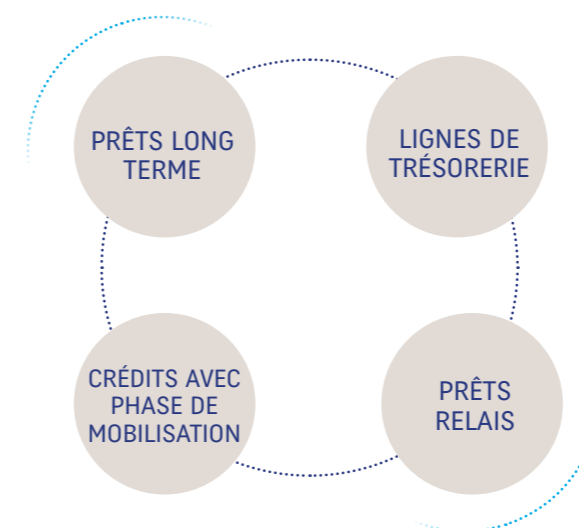 PRÊTS LONG
TERME
LIGNES DE
TRÉSORERIE
CRÉDITS AVEC
PHASE DE
MOBILISATION
PRÊTS
RELAIS